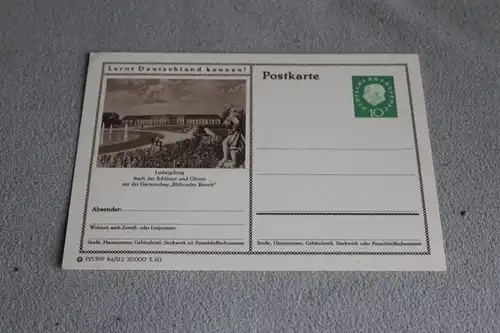 Lernt Deutschland kennen!
Ludwigsburg
Stadt der Schlösser und Gärten
mit der Gartenschau „Blühendes Barock"
Absender:
Wohnort, auch Zustell- oder Leitpostamt
Straße, Hausnummer, Gebäudeteil, Stockwerk od. Postschließfachnummer
Postkarte
DEUTSCHE BUNDESPOST
10
Straße, Hausnummer, Gebäudeteil, Stockwerk oder Postschließfachnummer